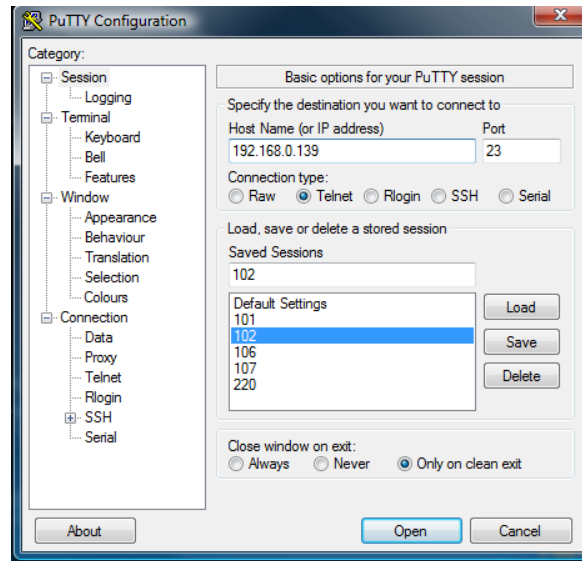 PuTTY Configuration
Category:
Session
Logging
Terminal
Keyboard
Bell
Features
Window
Appearance
Behaviour
Translation
Selection
Colours
Connection
Data
Proxy
Telnet
Rlogin
SSH
Serial
Basic options for your PuTTY session
Specify the destination you want to connect to
Host Name (or IP address) Port
192.168.0.139 23
Connection type:
Raw Telnet Rlogin SSH Serial
Load, save or delete a stored session
Saved Sessions
102
Default Settings
101
102
106
107
220
Load
Save
Delete
Close window on exit:
Always Never Only on clean exit
About Open Cancel